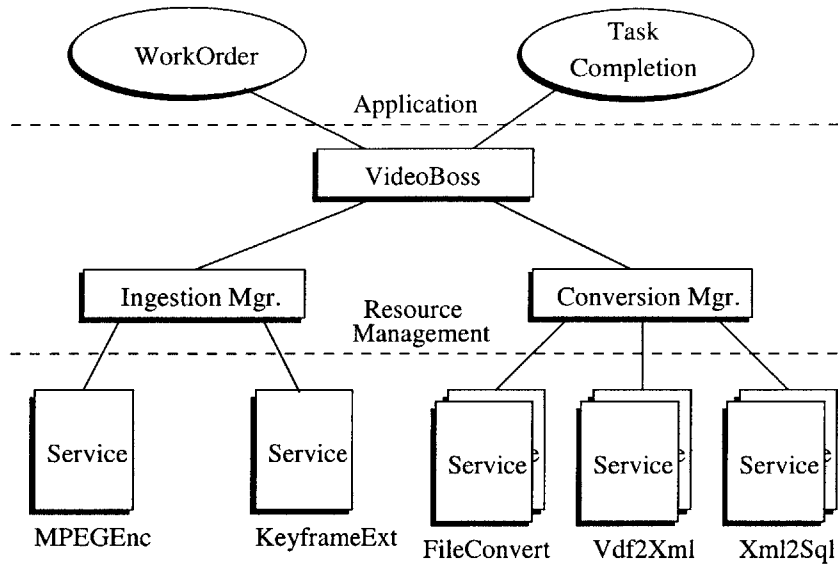 WorkOrder
Task
Completion
Application
VideoBoss
Ingestion Mgr.
Conversion Mgr.
Resource
Management
Service
Service
Service
e
Service
e
Service
e
MPEGEnc
KeyframeExt
FileConvert
Vdf2Xml
Xml2Sql